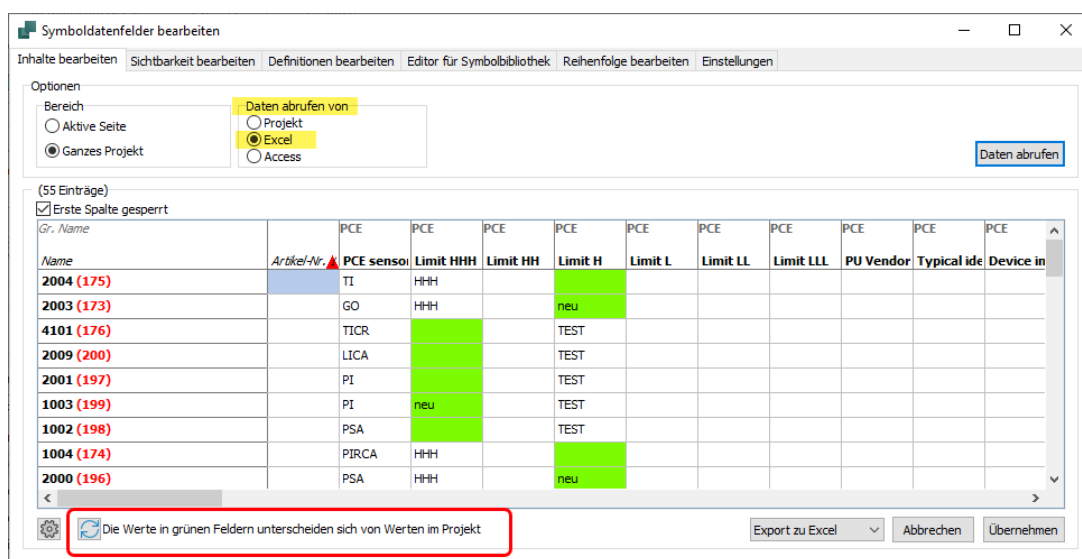 Symboldatenfelder bearbeiten
Inhalte bearbeiten Sichtbarkeit bearbeiten Definitionen bearbeiten Editor für Symbolbibliothek Reihenfolge bearbeiten Einstellungen
Optionen
Bereich Daten abrufen von
Aktive Seite Projekt
Ganzes Projekt Excel
Access
Daten abrufen
(55 Einträge)
Erste Spalte gesperrt
Gr. Name PCE PCE PCE PCE PCE PCE PCE PCE PCE PCE
Name Artikel-Nr. PCE sensor Limit HHH Limit HH Limit H Limit L Limit LL Limit LLL PU Vendor Typical ide Device in
2004 (175) TI HHH
2003 (173) GO HHH neu
4101 (176) TICR TEST
2009 (200) LICA TEST
2001 (197) PI TEST
1003 (199) PI neu TEST
1002 (198) PSA TEST
1004 (174) PIRCA HHH
2000 (196) PSA HHH neu
Die Werte in grünen Feldern unterscheiden sich von Werten im Projekt
Export zu Excel Abbrechen Übernehmen